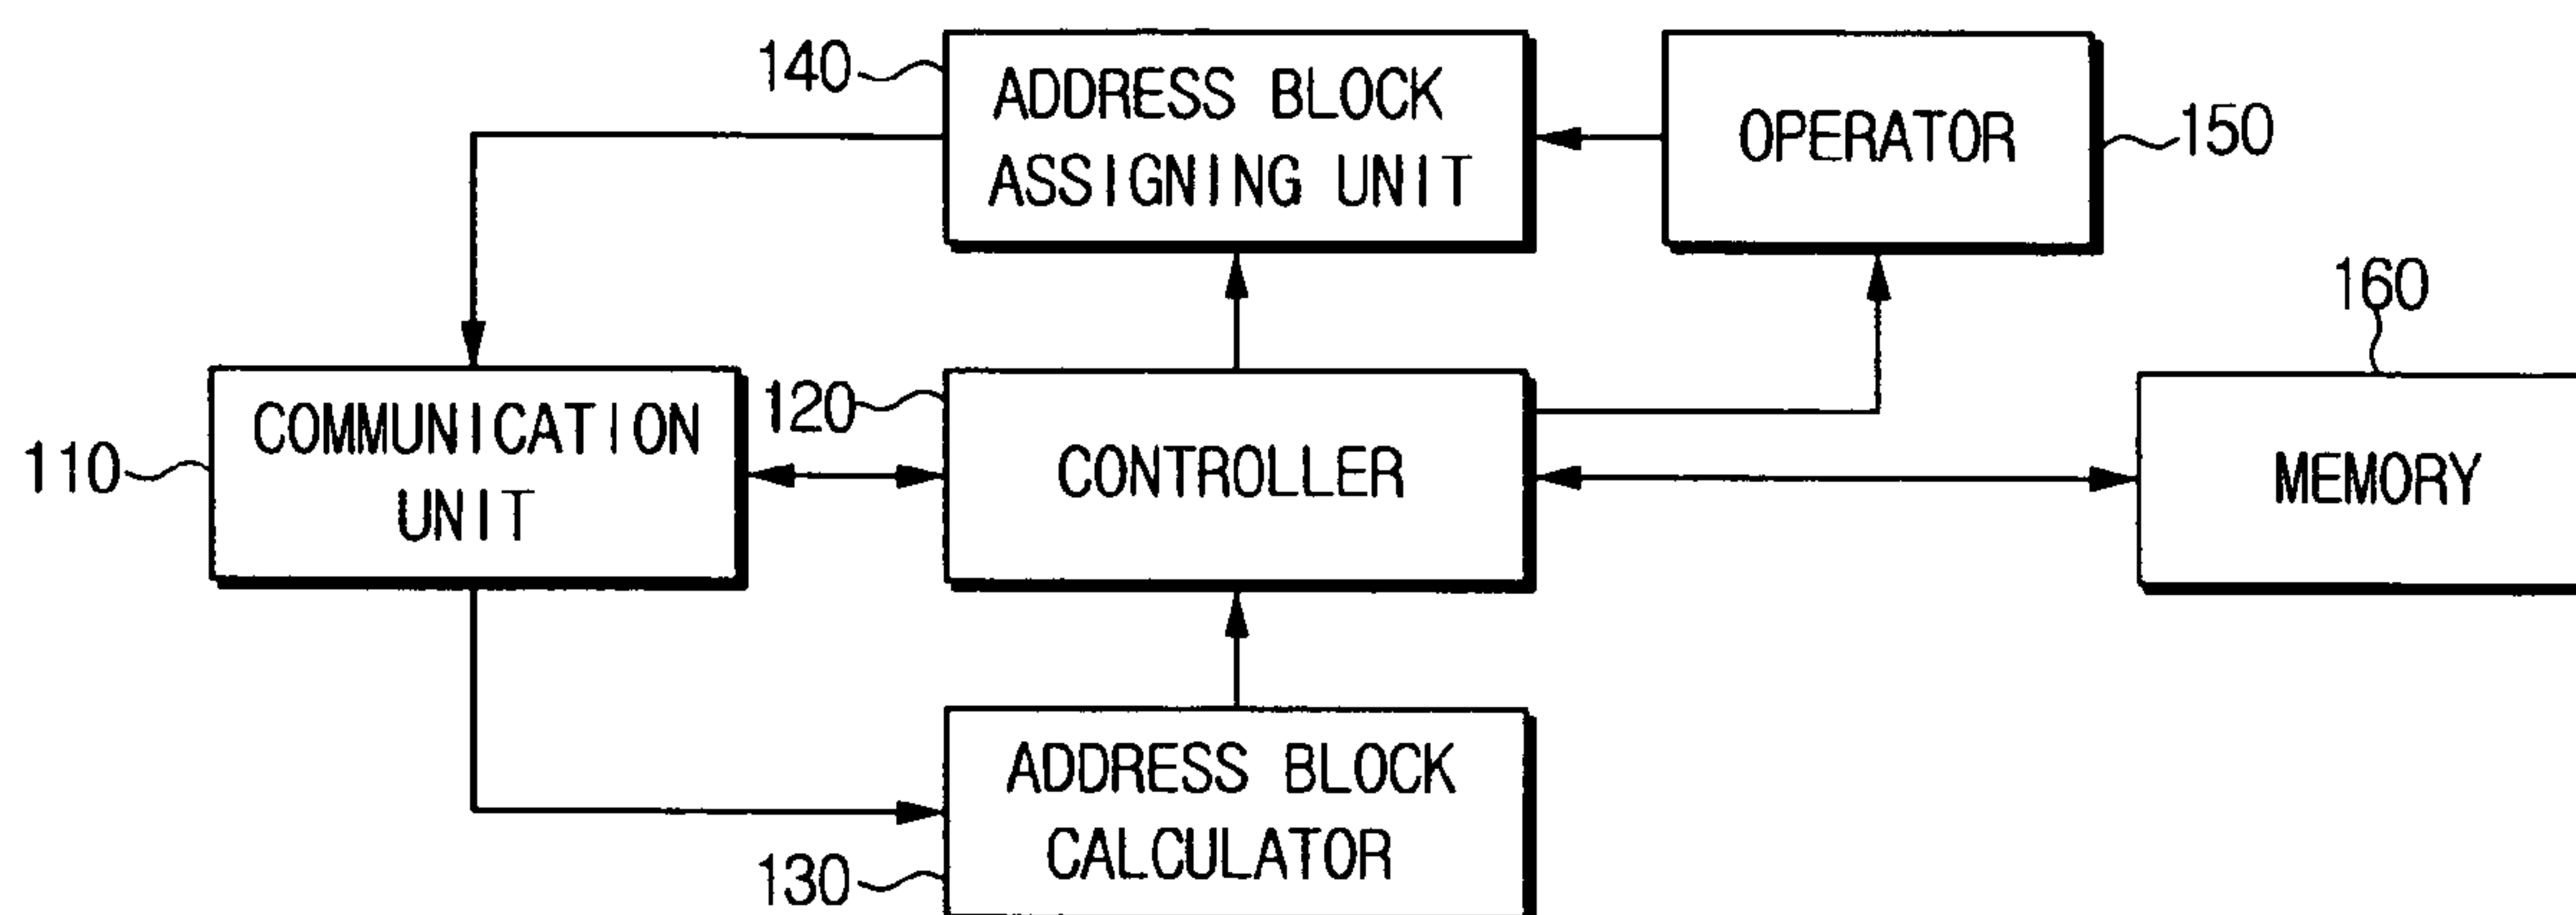 140
ADDRESS BLOCK
ASSIGNING UNIT
OPERATOR
150
160
110
COMMUNICATION
UNIT
120
CONTROLLER
MEMORY
ADDRESS BLOCK
CALCULATOR
130